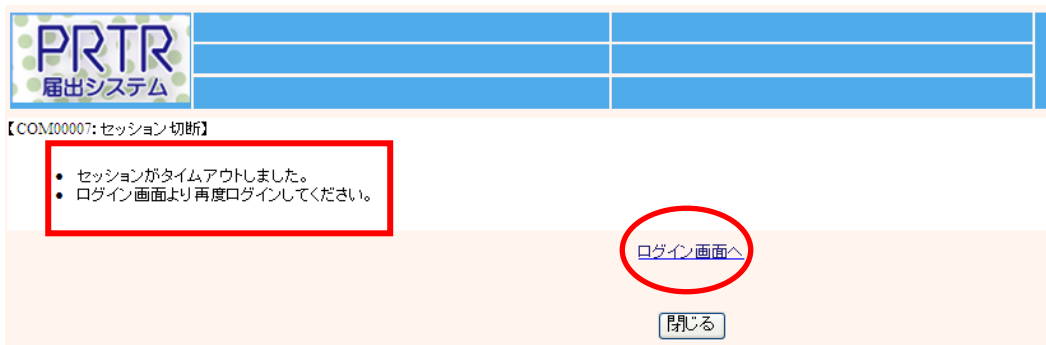 PRTR
届出システム
【COM00007:セッション切断】
• セッションがタイムアウトしました。
• ログイン画面より再度ログインしてください。
ログイン画面へ
閉じる